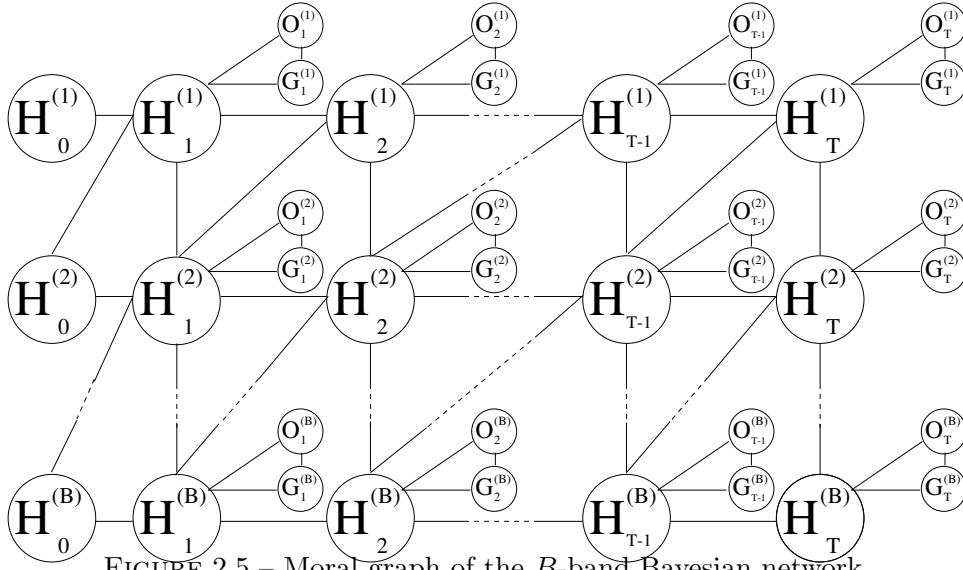 O_1^(1) O_2^(1) O_T-1^(1) O_T^(1)
G_1^(1) G_2^(1) G_T-1^(1) G_T^(1)
H_0^(1) H_1^(1) H_2^(1) H_T-1^(1) H_T^(1)
O_1^(2) O_2^(2) O_T-1^(2) O_T^(2)
G_1^(2) G_2^(2) G_T-1^(2) G_T^(2)
H_0^(2) H_1^(2) H_2^(2) H_T-1^(2) H_T^(2)
O_1^(B) O_2^(B) O_T-1^(B) O_T^(B)
G_1^(B) G_2^(B) G_T-1^(B) G_T^(B)
H_0^(B) H_1^(B) H_2^(B) H_T-1^(B) H_T^(B)
FIGURE 2.5 – Moral graph of the B-band Bayesian network